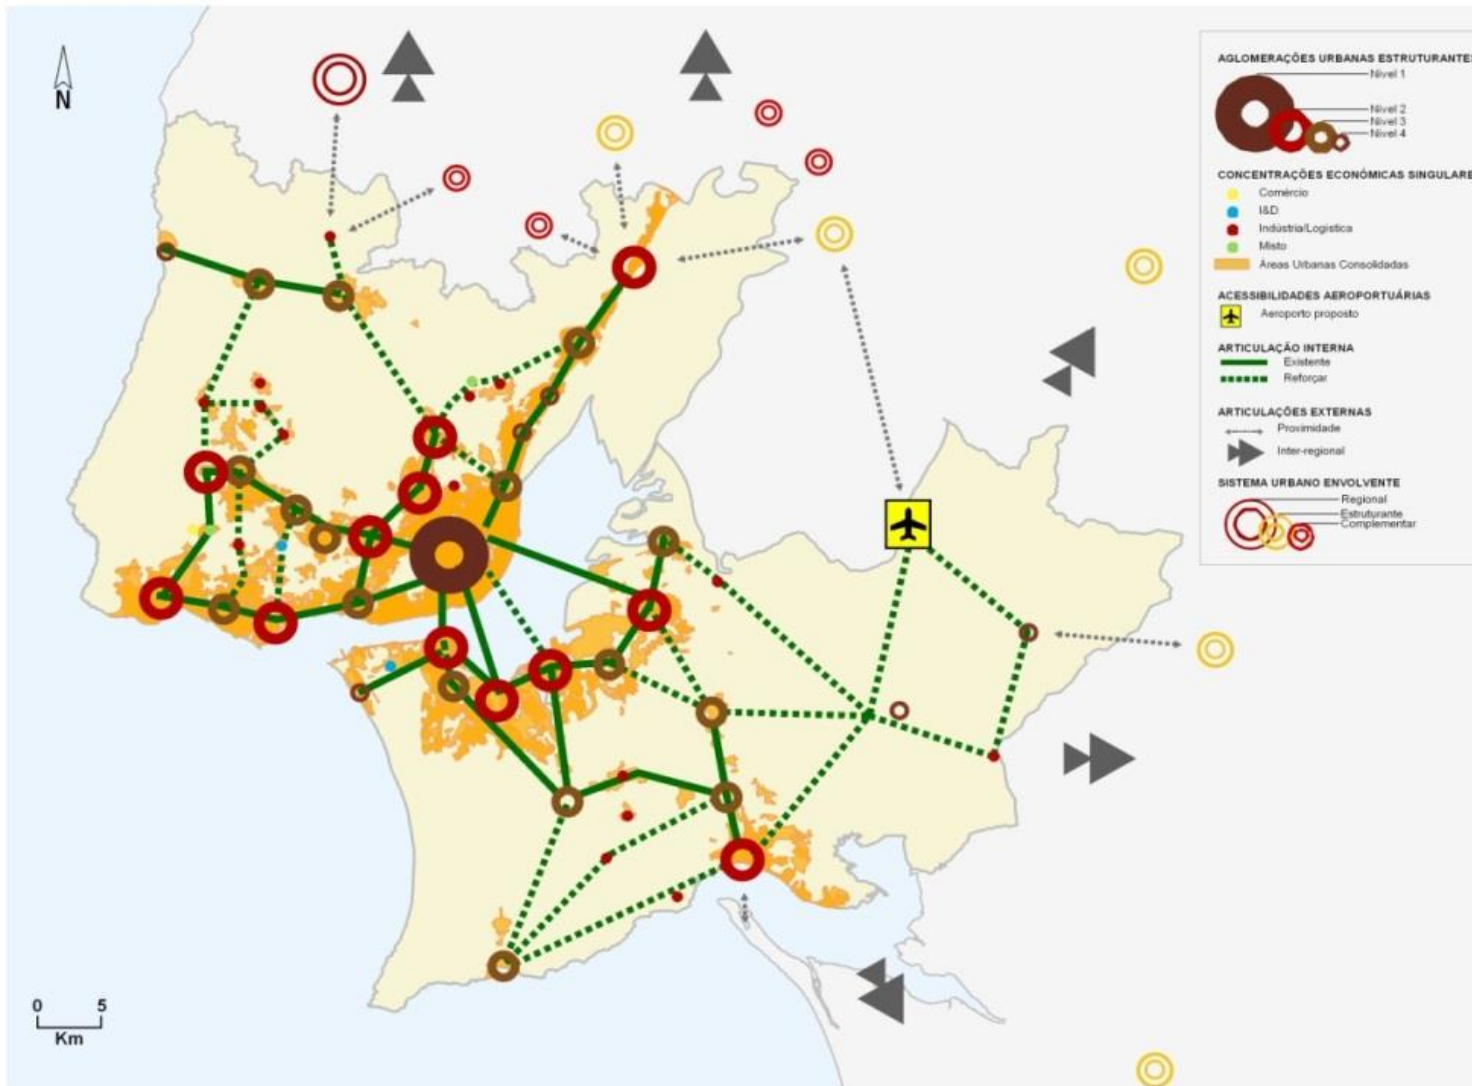 N
AGLOMERAÇÕES URBANAS ESTRUTURANTES
Nível 1
Nível 2
Nível 3
Nível 4
CONCENTRAÇÕES ECONÓMICAS SINGULARE
Comércio
I&D
Indústria/Logística
Misto
Áreas Urbanas Consolidadas
ACESSIBILIDADES AEROPORTUÁRIAS
Aeroporto proposto
ARTICULAÇÃO INTERNA
Existente
Reforçar
ARTICULAÇÕES EXTERNAS
Proximidade
Inter-regional
SISTEMA URBANO ENVOLVENTE
Regional
Estruturante
Complementar
0 5
Km